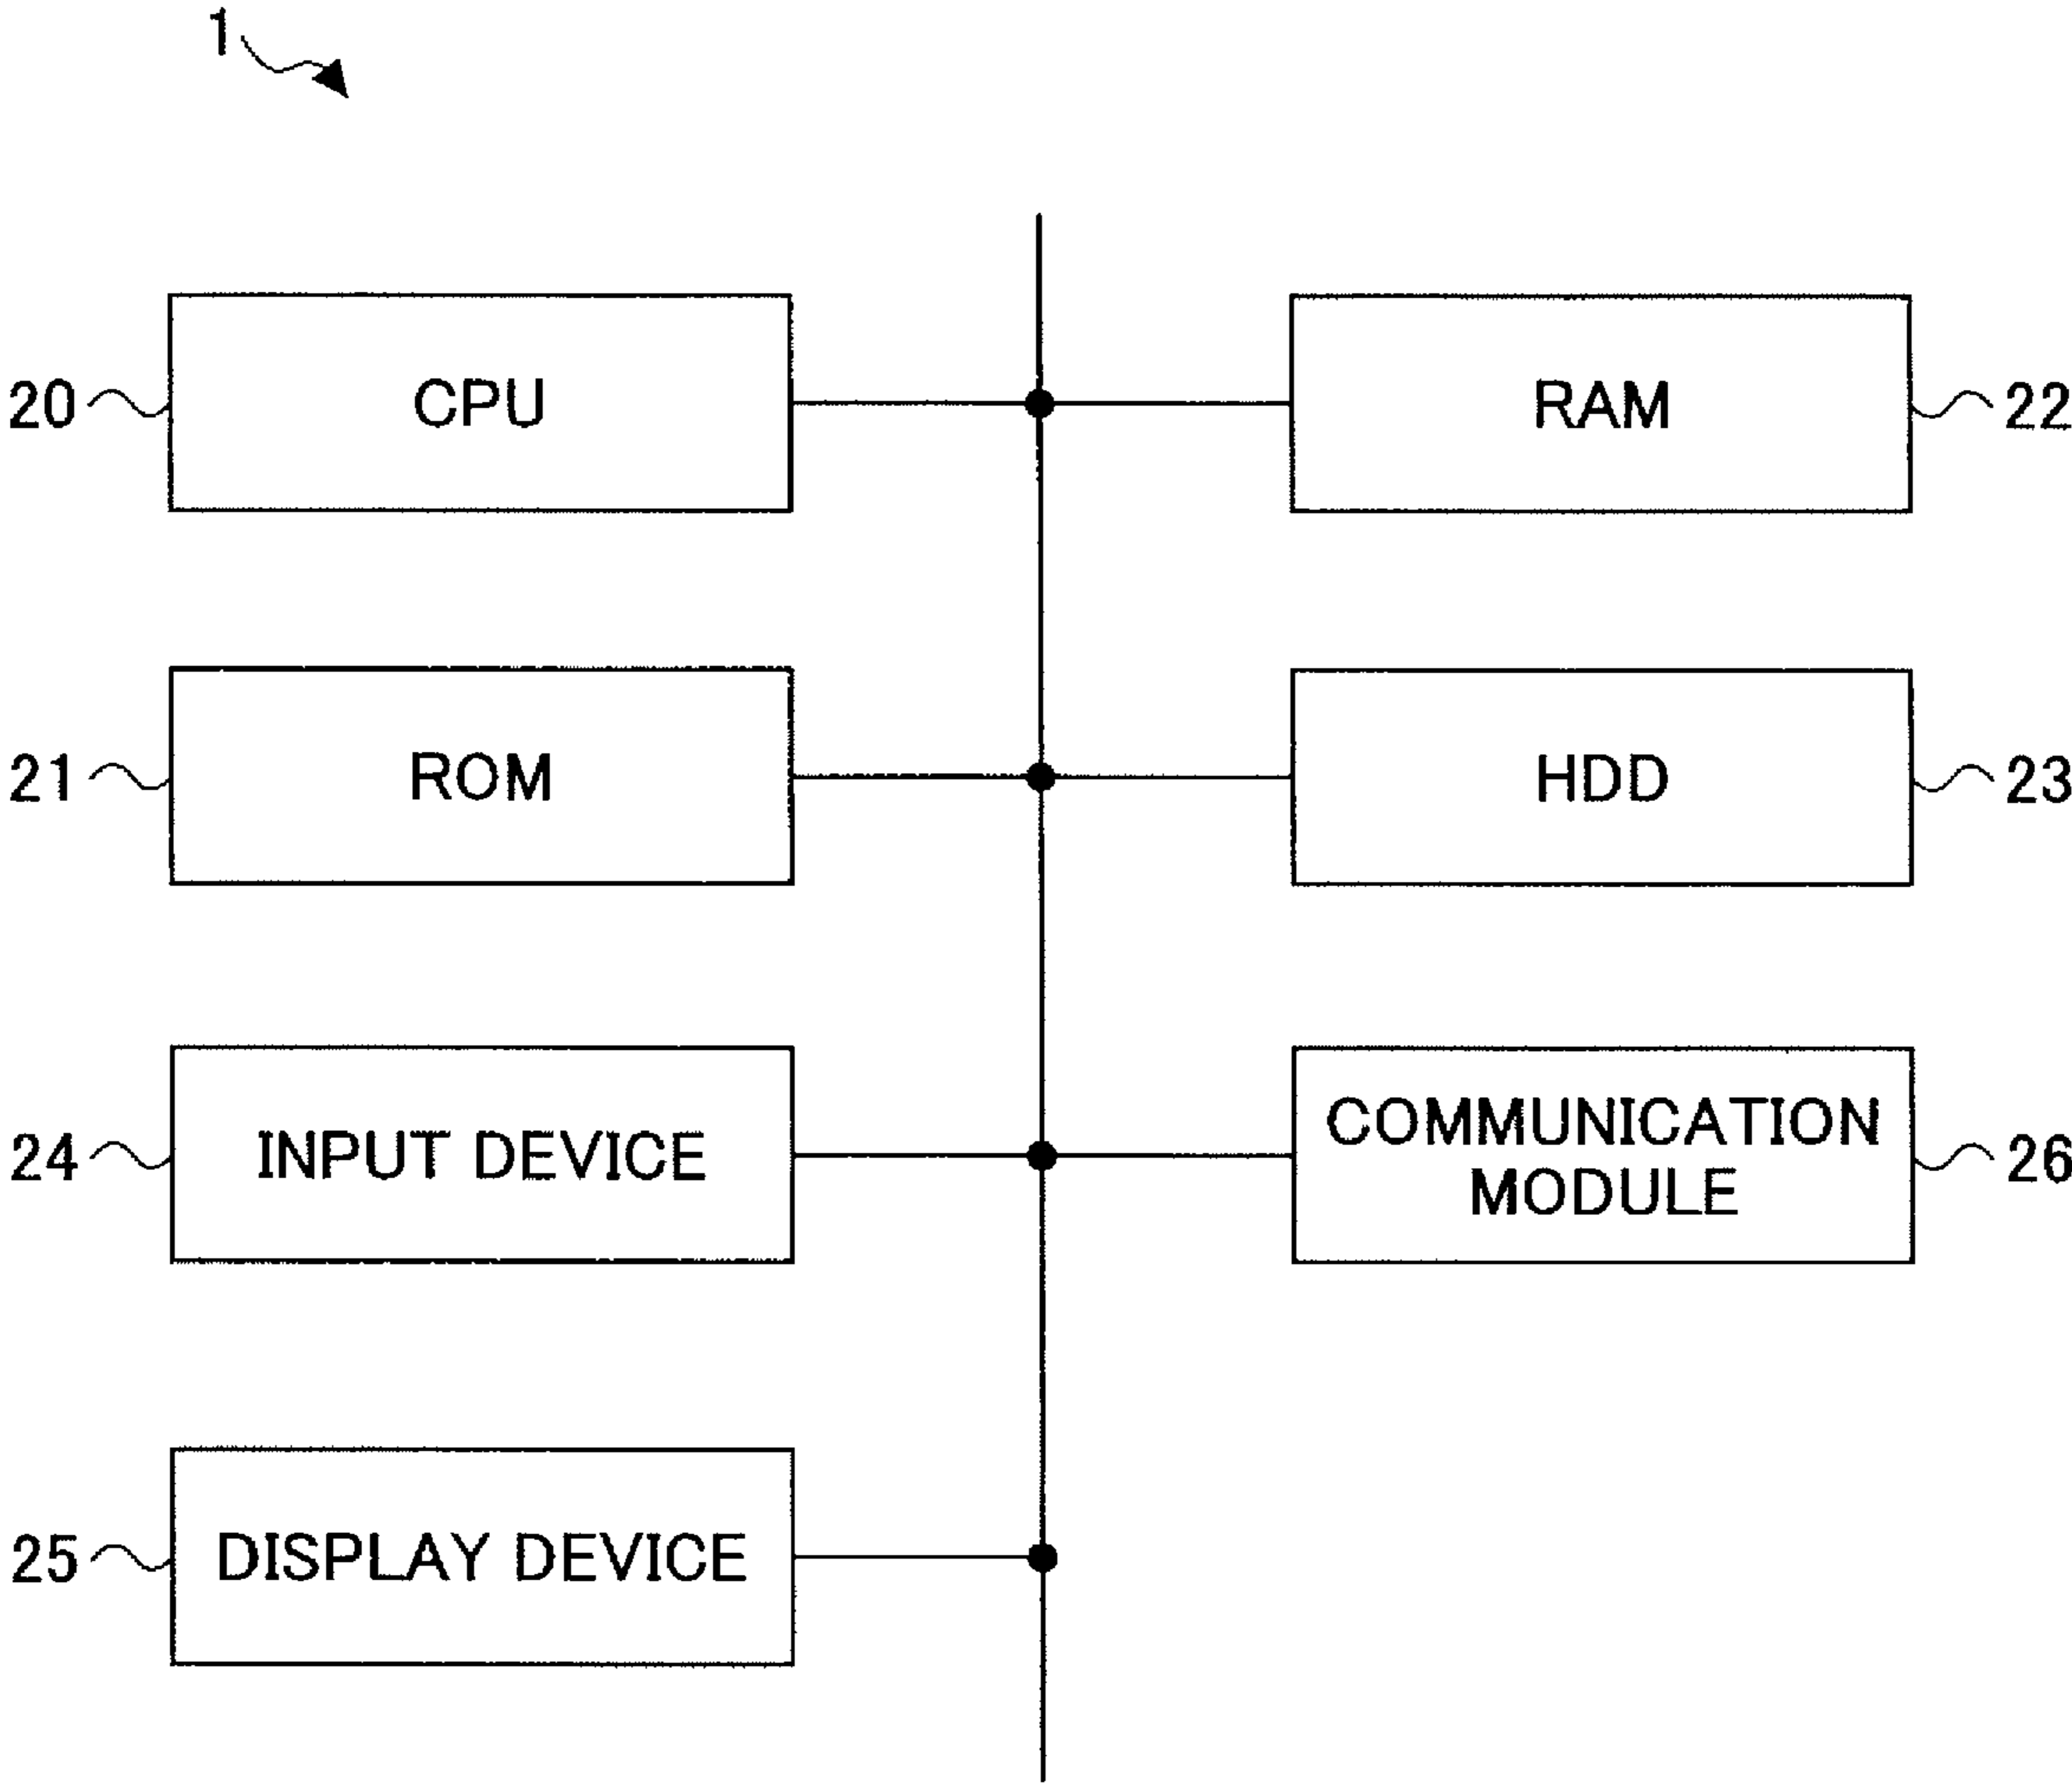 1
20 CPU RAM 22
21 ROM HDD 23
24 INPUT DEVICE COMMUNICATION MODULE 26
25 DISPLAY DEVICE